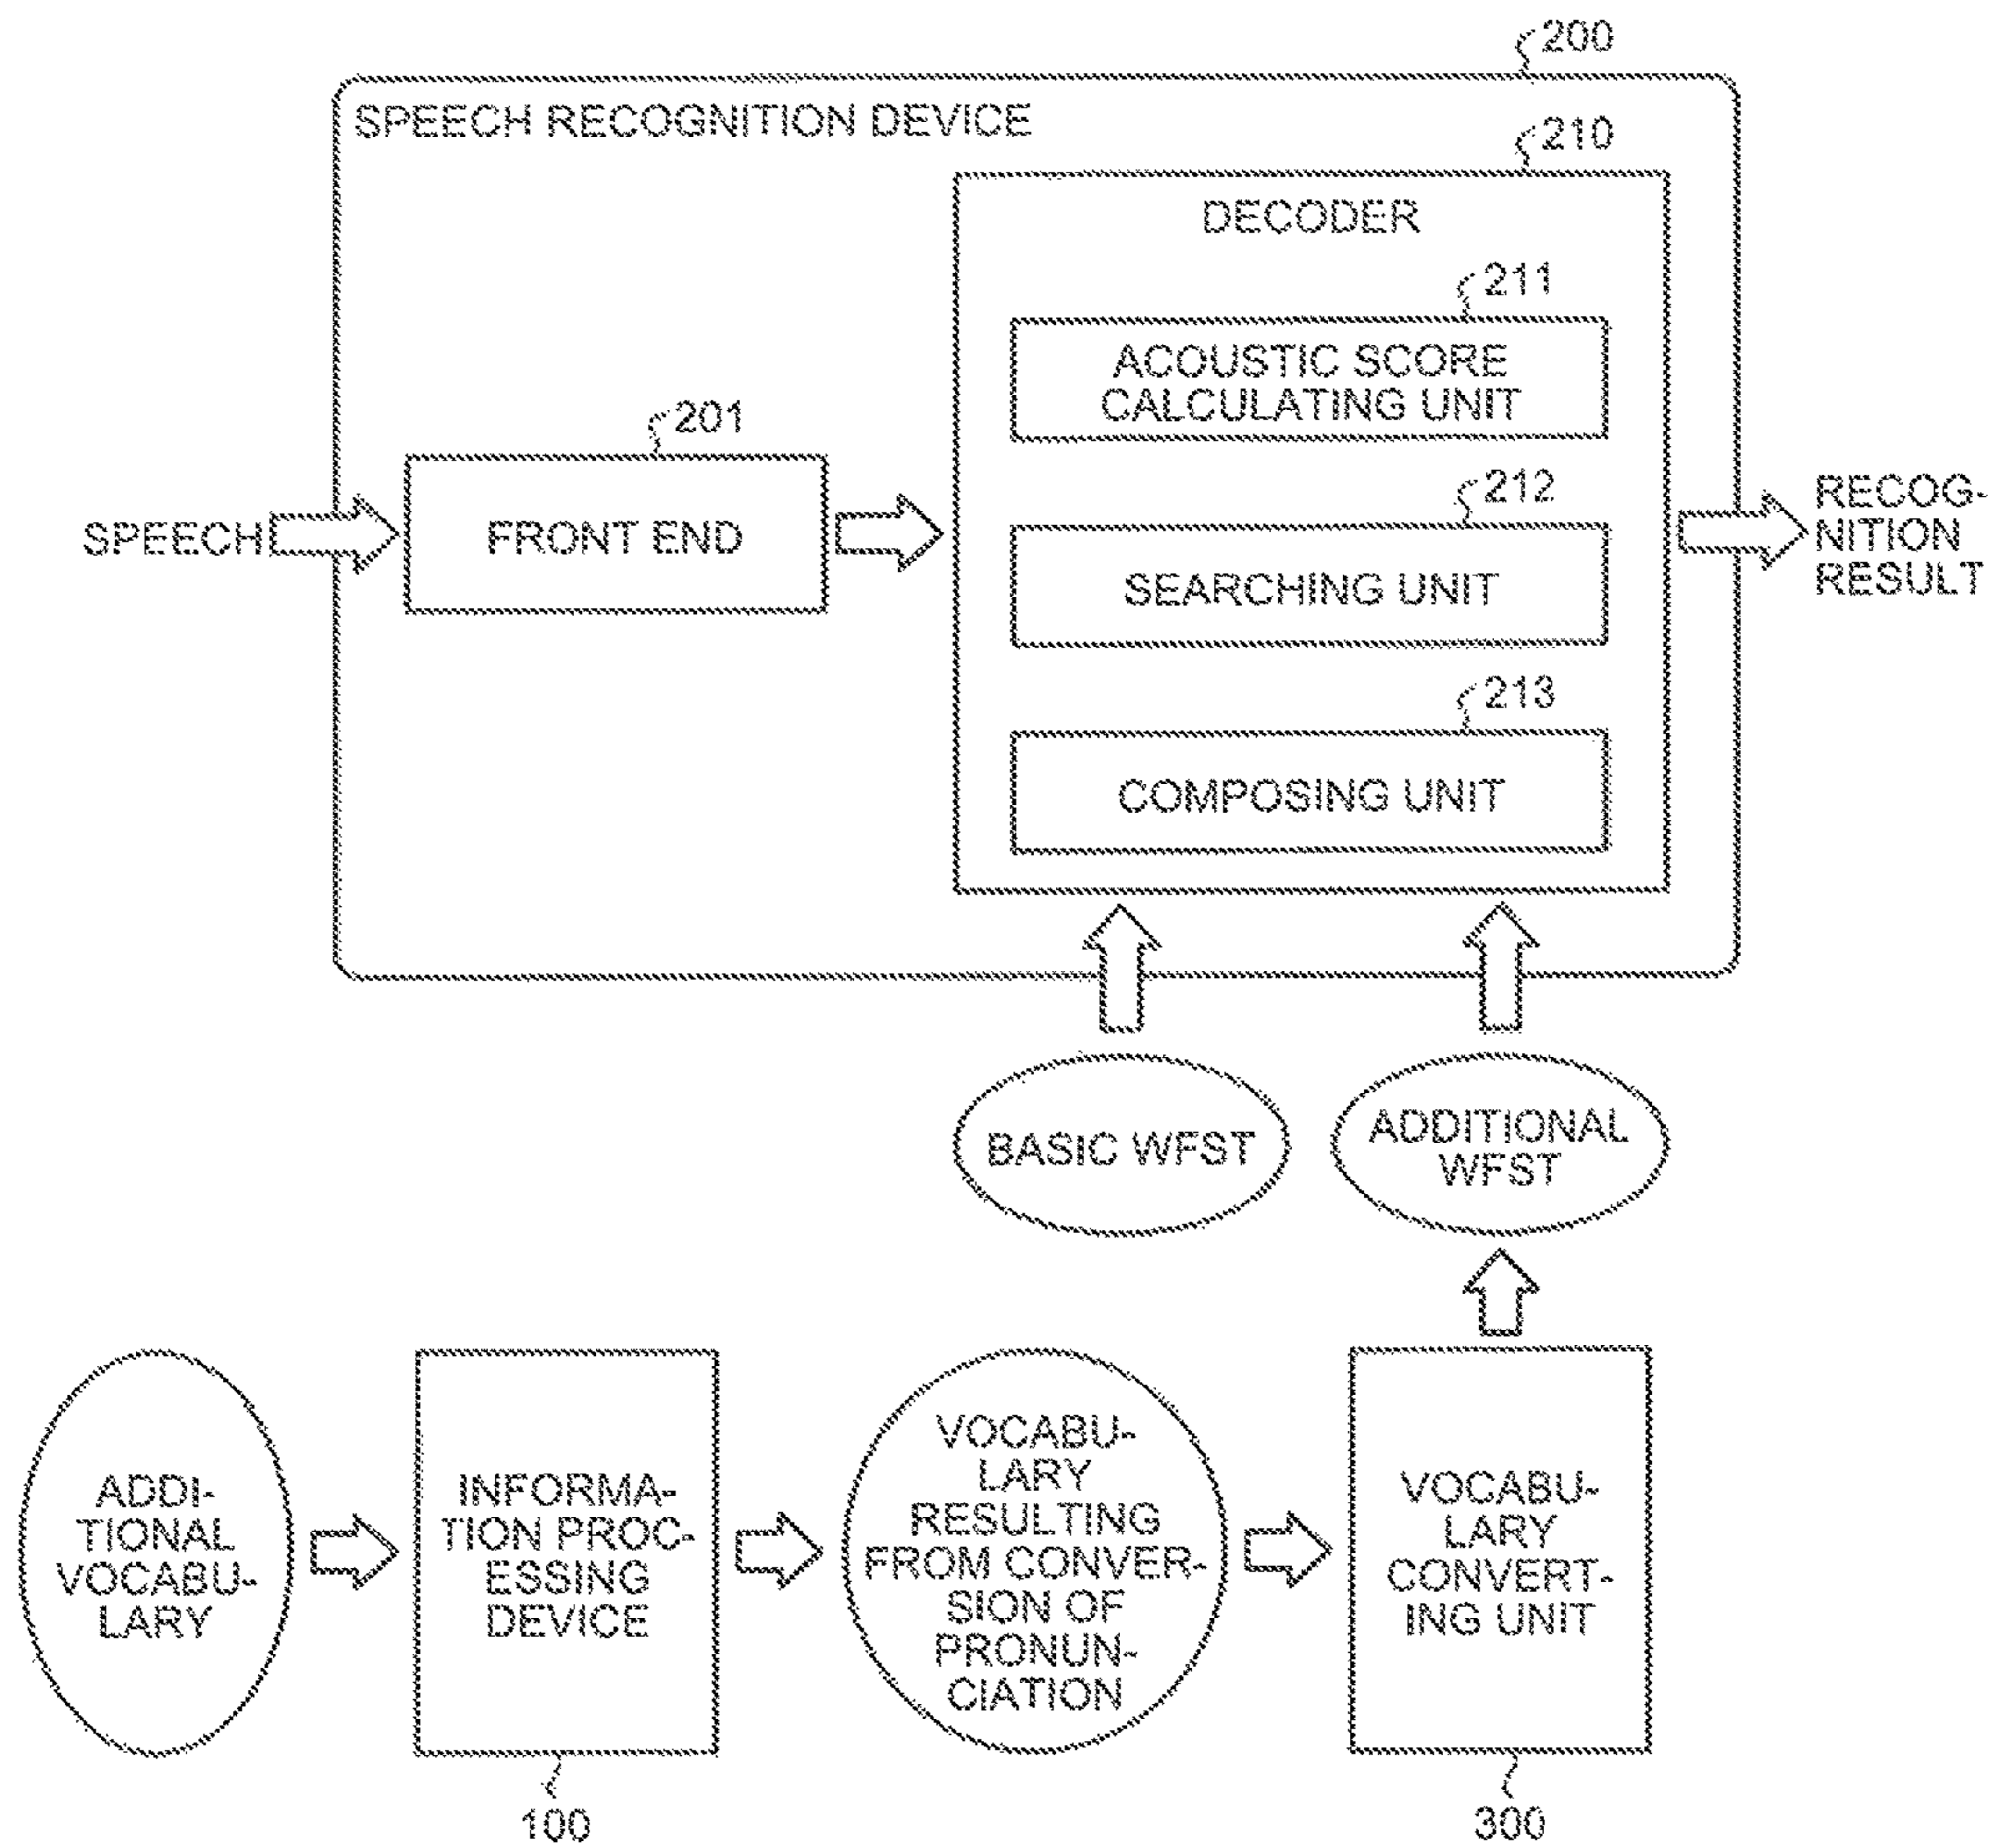 200
SPEECH RECOGNITION DEVICE
210
DECODER
211
ACOUSTIC SCORE
CALCULATING UNIT
201
FRONT END
SPEECH
212
SEARCHING UNIT
RECOG-
NITION
RESULT
213
COMPOSING UNIT
BASIC WFST
ADDITIONAL
WFST
ADDI-
TIONAL
VOCABU-
LARY
INFORMA-
TION PROC-
ESSING
DEVICE
VOCABU-
LARY
RESULTING
FROM CONVER-
SION OF
PRONUN-
CIATION
VOCABU-
LARY
CONVERT-
ING UNIT
100
300